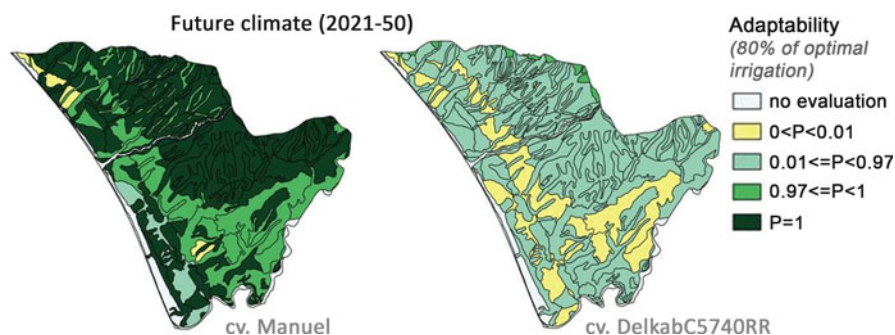 Future climate (2021-50)
Adaptability
(80% of optimal
irrigation)
no evaluation
0<P<0.01
0.01<=P<0.97
0.97<=P<1
P=1
cv. Manuel
cv. DelkabC5740RR